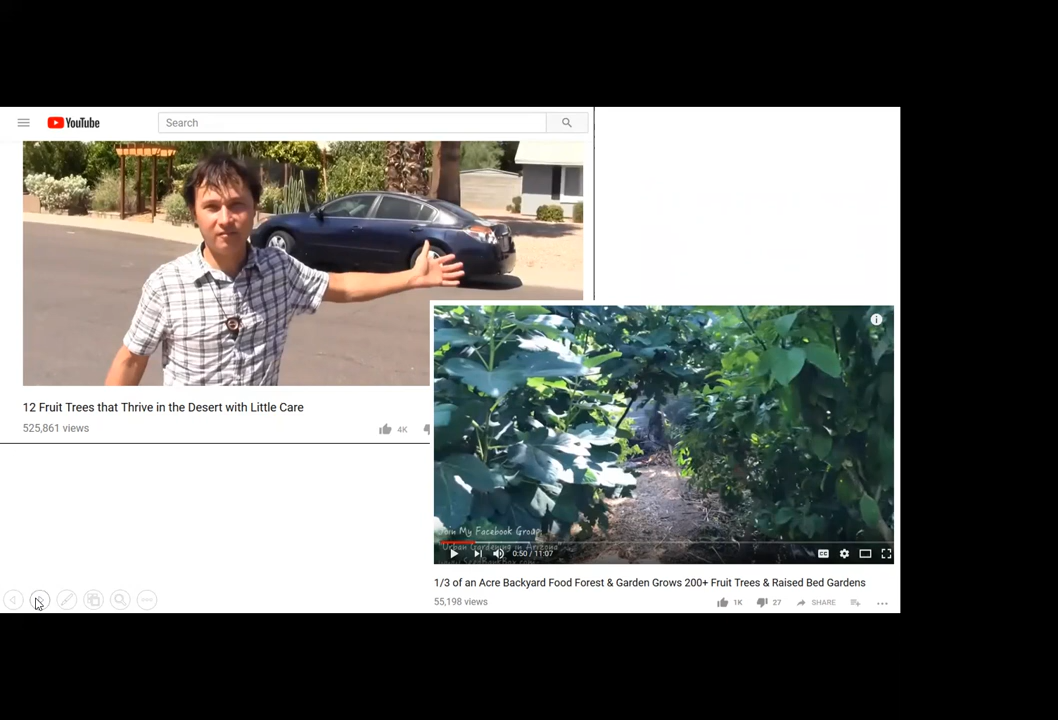 YouTube
Search
12 Fruit Trees that Thrive in the Desert with Little Care
525,861 views
4K
Join My Facebook Group:
"Urban Gardening in Arizona"
0:50 / 11:07
CC
1/3 of an Acre Backyard Food Forest & Garden Grows 200+ Fruit Trees & Raised Bed Gardens
55,198 views
1K
27
SHARE